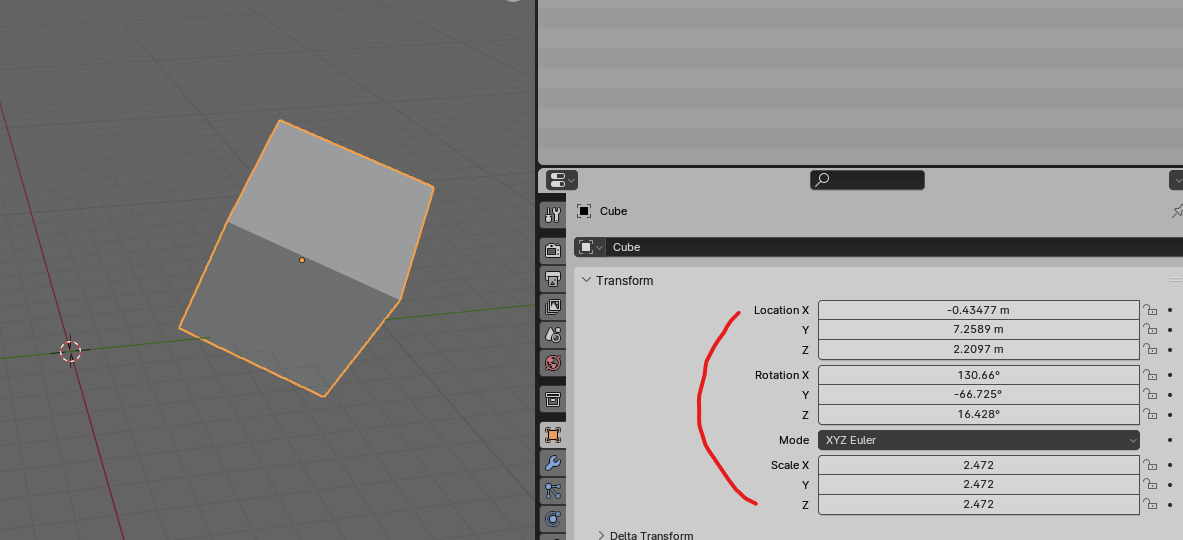 Cube
Cube
Transform
Location X -0.43477 m
Y 7.2589 m
Z 2.2097 m
Rotation X 130.66°
Y -66.725°
Z 16.428°
Mode XYZ Euler
Scale X 2.472
Y 2.472
Z 2.472
Delta Transform